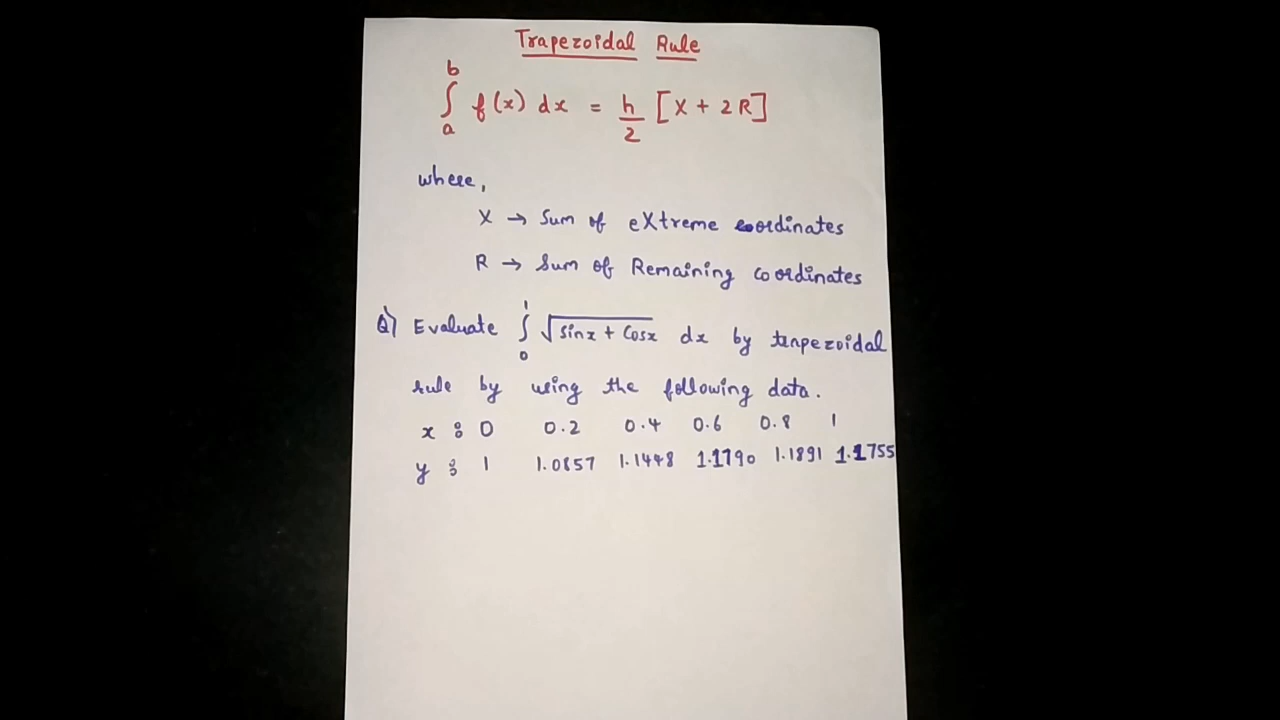 Trapezoidal Rule
∫ₐᵇ f(x) dx = h/2 [X + 2R]
where,
X → Sum of eXtreme coordinates
R → Sum of Remaining coordinates
Q) Evaluate ∫₀¹ √(sinx + cosx) dx by trapezoidal
rule by using the following data.
x : 0 0.2 0.4 0.6 0.8 1
y : 1 1.0857 1.1448 1.1790 1.1891 1.1755